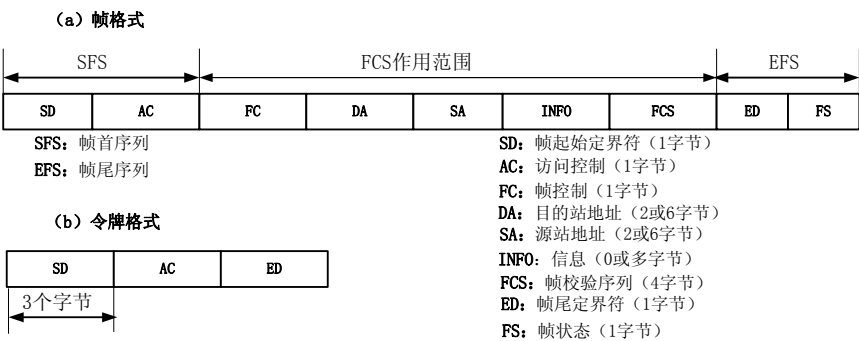 (a) 帧格式
SFS FCS作用范围 EFS
SD AC FC DA SA INFO FCS ED FS
SFS: 帧首序列
EFS: 帧尾序列
SD: 帧起始定界符（1字节）
AC: 访问控制（1字节）
FC: 帧控制（1字节）
DA: 目的站地址（2或6字节）
SA: 源站地址（2或6字节）
INFO: 信息（0或多字节）
FCS: 帧校验序列（4字节）
ED: 帧尾定界符（1字节）
FS: 帧状态（1字节）
(b) 令牌格式
SD AC ED
3个字节